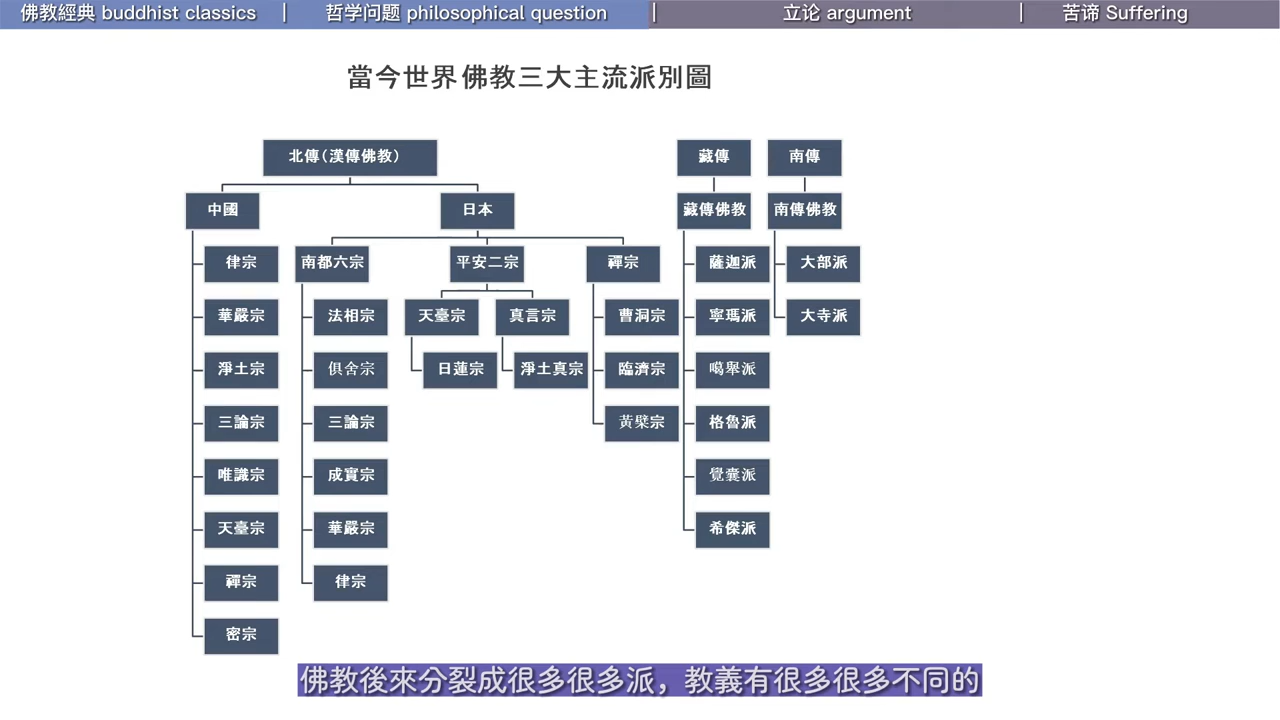 佛教經典 buddhist classics | 哲学问题 philosophical question | 立论 argument | 苦谛 Suffering
當今世界佛教三大主流派別圖
北傳(漢傳佛教) 藏傳 南傳
中國 日本 藏傳佛教 南傳佛教
律宗 南都六宗 平安二宗 禪宗 薩迦派 大部派
華嚴宗 法相宗 天臺宗 真言宗 曹洞宗 寧瑪派 大寺派
淨土宗 俱舍宗 日蓮宗 淨土真宗 臨濟宗 噶舉派
三論宗 三論宗 黃檗宗 格魯派
唯識宗 成實宗 覺囊派
天臺宗 華嚴宗 希傑派
禪宗 律宗
密宗
佛教後來分裂成很多很多派，教義有很多很多不同的